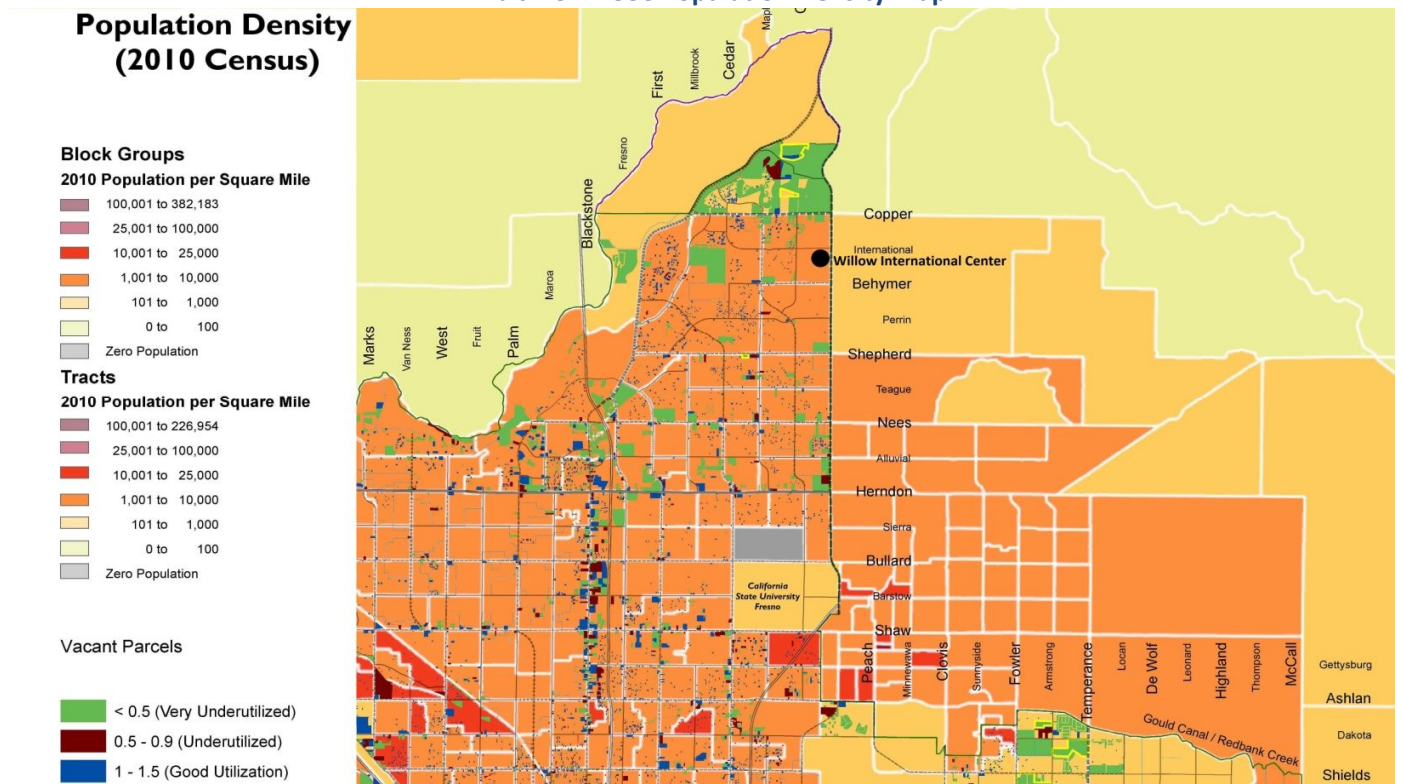 Population Density
(2010 Census)
Block Groups
2010 Population per Square Mile
100,001 to 382,183
25,001 to 100,000
10,001 to 25,000
1,001 to 10,000
101 to 1,000
0 to 100
Zero Population
Tracts
2010 Population per Square Mile
100,001 to 226,954
25,001 to 100,000
10,001 to 25,000
1,001 to 10,000
101 to 1,000
0 to 100
Zero Population
Vacant Parcels
< 0.5 (Very Underutilized)
0.5 - 0.9 (Underutilized)
1 - 1.5 (Good Utilization)
Marks
Van Ness
West
Fruit
Palm
Maroa
Blackstone
Fresno
First
Millbrook
Cedar
Copper
International
Willow International Center
Behymer
Perrin
Shepherd
Teague
Nees
Alluvial
Herndon
Sierra
Bullard
California
State University
Fresno
Barstow
Shaw
Peach
Minnewawa
Clovis
Sunnyside
Fowler
Armstrong
Temperance
Locan
De Wolf
Leonard
Highland
Thompson
McCall
Gettysburg
Ashlan
Gould Canal / Redbank Creek
Dakota
Shields